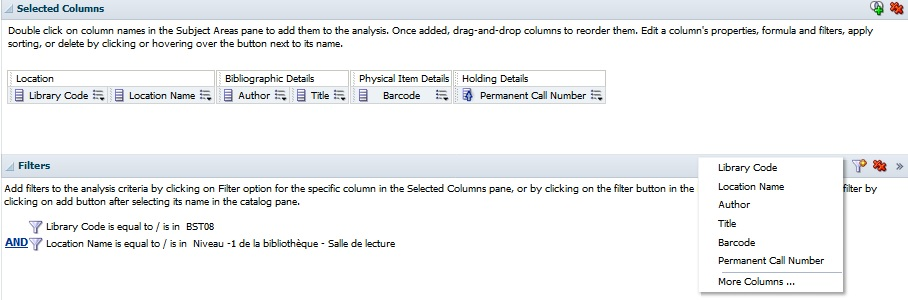 Selected Columns
Double click on column names in the Subject Areas pane to add them to the analysis. Once added, drag-and-drop columns to reorder them. Edit a column's properties, formula and filters, apply
sorting, or delete by clicking or hovering over the button next to its name.
Location Bibliographic Details Physical Item Details Holding Details
Library Code Location Name Author Title Barcode Permanent Call Number
Filters
Add filters to the analysis criteria by clicking on Filter option for the specific column in the Selected Columns pane, or by clicking on the filter button in the filter by
clicking on add button after selecting its name in the catalog pane.
Library Code is equal to / is in BST08
AND Location Name is equal to / is in Niveau -1 de la bibliothèque - Salle de lecture
Library Code
Location Name
Author
Title
Barcode
Permanent Call Number
More Columns ...